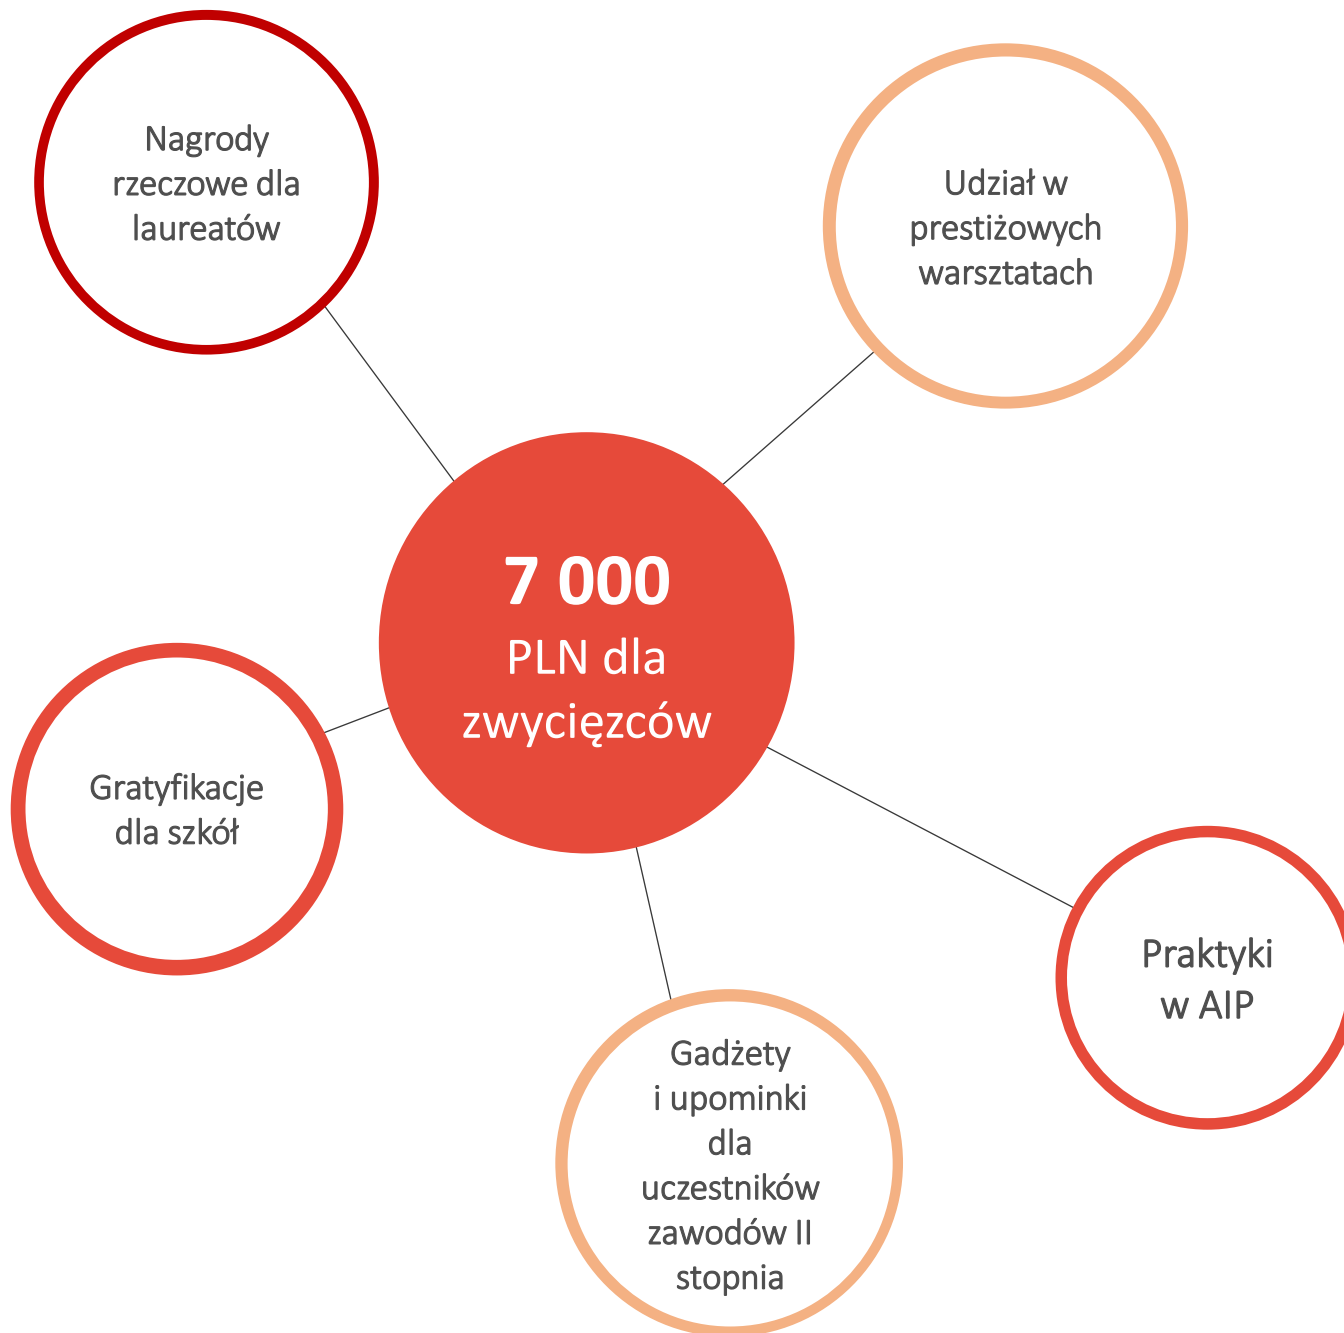 Nagrody
rzeczowe dla
laureatów
Udział w
prestiżowych
warsztatach
7 000
PLN dla
zwycięzców
Gratyfikacje
dla szkół
Praktyki
w AIP
Gadżety
i upominki
dla
uczestników
zawodów II
stopnia